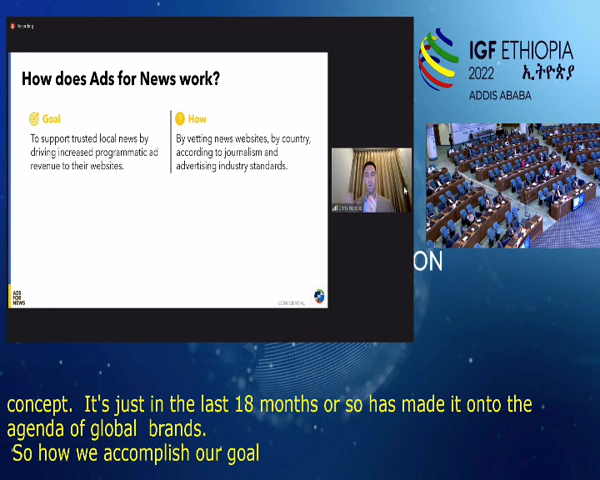 Recording
How does Ads for News work?
Goal
To support trusted local news by
driving increased programmatic ad
revenue to their websites.
How
By vetting news websites, by country,
according to journalism and
advertising industry standards.
ADS
FOR
NEWS
CONFIDENTIAL
IGF ETHIOPIA
2022 ኢትዮጵያ
ADDIS ABABA
ON
concept. It's just in the last 18 months or so has made it onto the
agenda of global brands.
So how we accomplish our goal